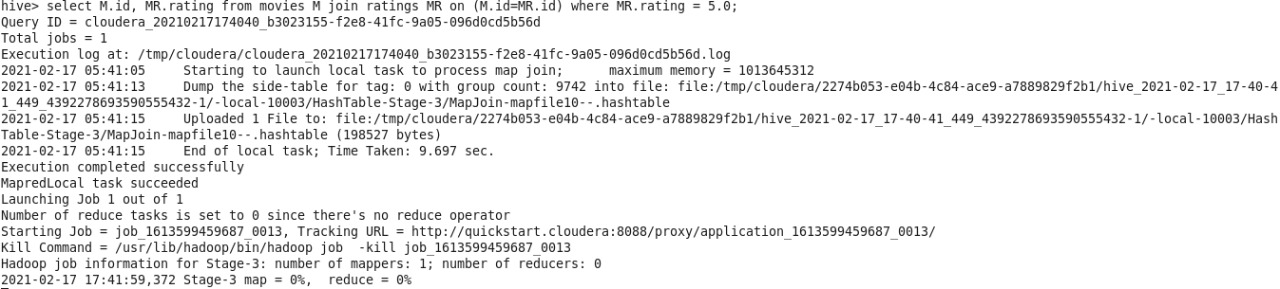 hive> select M.id, MR.rating from movies M join ratings MR on (M.id=MR.id) where MR.rating = 5.0;
Query ID = cloudera_20210217174040_b3023155-f2e8-41fc-9a05-096d0cd5b56d
Total jobs = 1
Execution log at: /tmp/cloudera/cloudera_20210217174040_b3023155-f2e8-41fc-9a05-096d0cd5b56d.log
2021-02-17 05:41:05     Starting to launch local task to process map join;      maximum memory = 1013645312
2021-02-17 05:41:13     Dump the side-table for tag: 0 with group count: 9742 into file: file:/tmp/cloudera/2274b053-e04b-4c84-ace9-a7889829f2b1/hive_2021-02-17_17-40-4
1_449_4392278693590555432-1/-local-10003/HashTable-Stage-3/MapJoin-mapfile10--.hashtable
2021-02-17 05:41:15     Uploaded 1 File to: file:/tmp/cloudera/2274b053-e04b-4c84-ace9-a7889829f2b1/hive_2021-02-17_17-40-41_449_4392278693590555432-1/-local-10003/Hash
Table-Stage-3/MapJoin-mapfile10--.hashtable (198527 bytes)
2021-02-17 05:41:15     End of local task; Time Taken: 9.697 sec.
Execution completed successfully
MapredLocal task succeeded
Launching Job 1 out of 1
Number of reduce tasks is set to 0 since there's no reduce operator
Starting Job = job_1613599459687_0013, Tracking URL = http://quickstart.cloudera:8088/proxy/application_1613599459687_0013/
Kill Command = /usr/lib/hadoop/bin/hadoop job  -kill job_1613599459687_0013
Hadoop job information for Stage-3: number of mappers: 1; number of reducers: 0
2021-02-17 17:41:59,372 Stage-3 map = 0%,  reduce = 0%